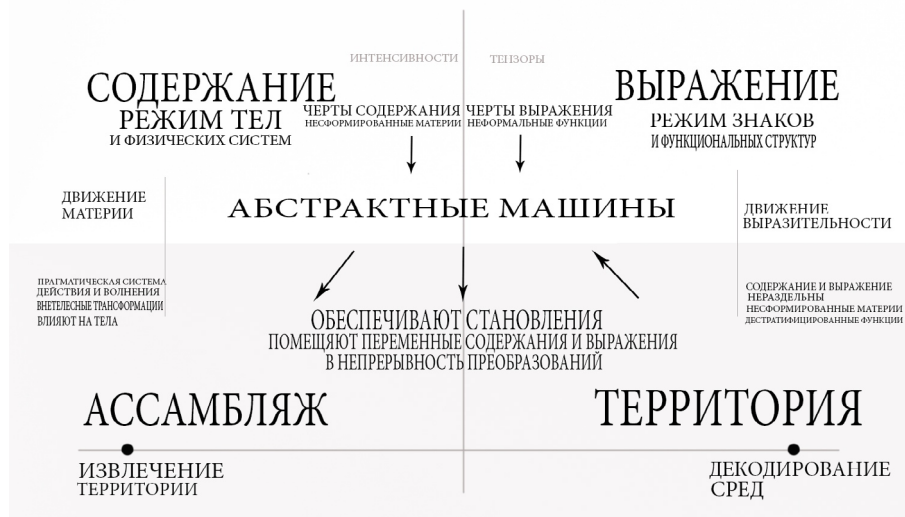 ИНТЕНСИВНОСТИ
ТЕНЗОРЫ
СОДЕРЖАНИЕ
РЕЖИМ ТЕЛ
И ФИЗИЧЕСКИХ СИСТЕМ
ЧЕРТЫ СОДЕРЖАНИЯ
НЕСФОРМИРОВАННЫЕ МАТЕРИИ
ЧЕРТЫ ВЫРАЖЕНИЯ
НЕФОРМАЛЬНЫЕ ФУНКЦИИ
ВЫРАЖЕНИЕ
РЕЖИМ ЗНАКОВ
И ФУНКЦИОНАЛЬНЫХ СТРУКТУР
ДВИЖЕНИЕ
МАТЕРИИ
АБСТРАКТНЫЕ МАШИНЫ
ДВИЖЕНИЕ
ВЫРАЗИТЕЛЬНОСТИ
ПРАГМАТИЧЕСКАЯ СИСТЕМА
ДЕЙСТВИЯ И ВОЛНЕНИЯ
ВНЕТЕЛЕСНЫЕ ТРАНСФОРМАЦИИ
ВЛИЯЮТ НА ТЕЛА
СОДЕРЖАНИЕ И ВЫРАЖЕНИЕ
НЕРАЗДЕЛЬНЫ
НЕСФОРМИРОВАННЫЕ МАТЕРИИ
ДЕСТРАТИФИЦИРОВАННЫЕ ФУНКЦИИ
ОБЕСПЕЧИВАЮТ СТАНОВЛЕНИЯ
ПОМЕЩЯЮТ ПЕРЕМЕННЫЕ СОДЕРЖАНИЯ И ВЫРАЖЕНИЯ
В НЕПРЕРЫВНОСТЬ ПРЕОБРАЗОВАНИЙ
АССАМБЛЯЖ
ТЕРРИТОРИЯ
ИЗВЛЕЧЕНИЕ
ТЕРРИТОРИИ
ДЕКОДИРОВАНИЕ
СРЕД